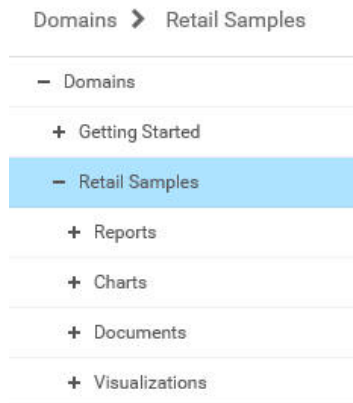 Domains > Retail Samples
− Domains
+ Getting Started
− Retail Samples
+ Reports
+ Charts
+ Documents
+ Visualizations